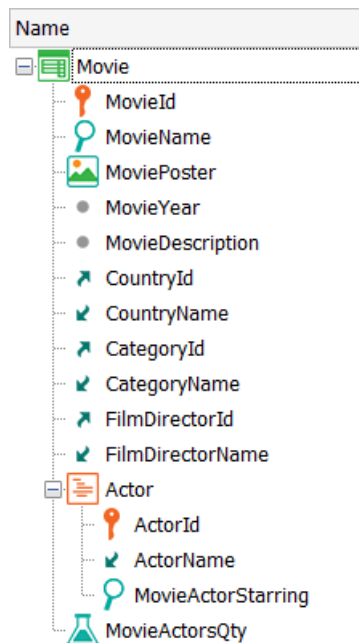 Name
Movie
MovieId
MovieName
MoviePoster
MovieYear
MovieDescription
CountryId
CountryName
CategoryId
CategoryName
FilmDirectorId
FilmDirectorName
Actor
ActorId
ActorName
MovieActorStarring
MovieActorsQty